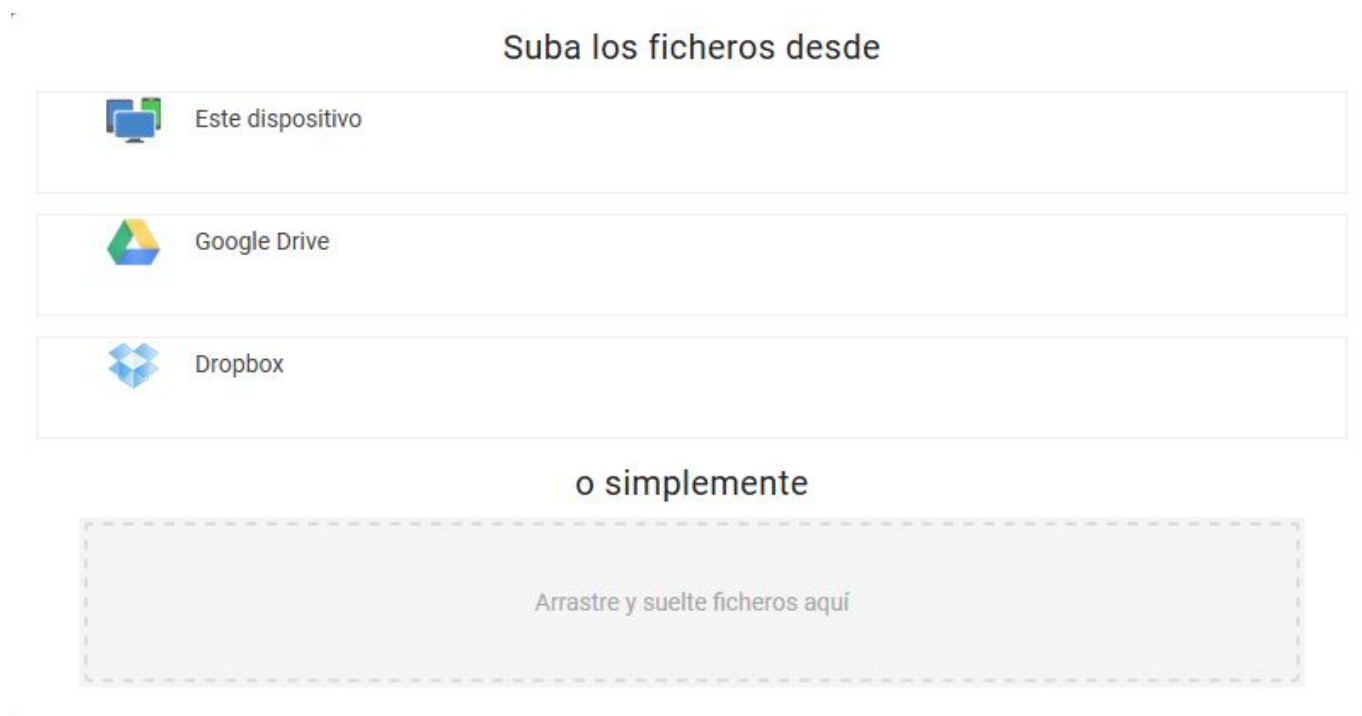 Suba los ficheros desde
Este dispositivo
Google Drive
Dropbox
o simplemente
Arrastre y suelte ficheros aquí